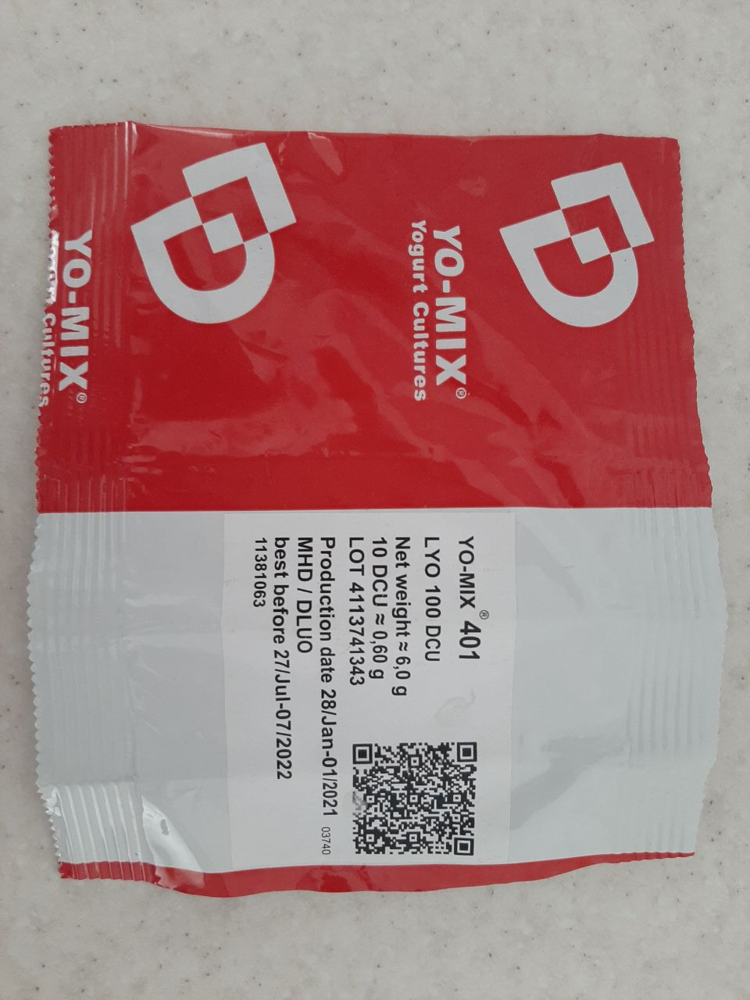 YO-MIX®
Yogurt Cultures
YO-MIX®
Yogurt Cultures
YO-MIX® 401
LYO 100 DCU
Net weight ≈ 6,0 g
10 DCU ≈ 0,60 g
LOT 4113741343
Production date 28/Jan-01/2021
03740
MHD / DLUO
best before 27/Jul-07/2022
11381063